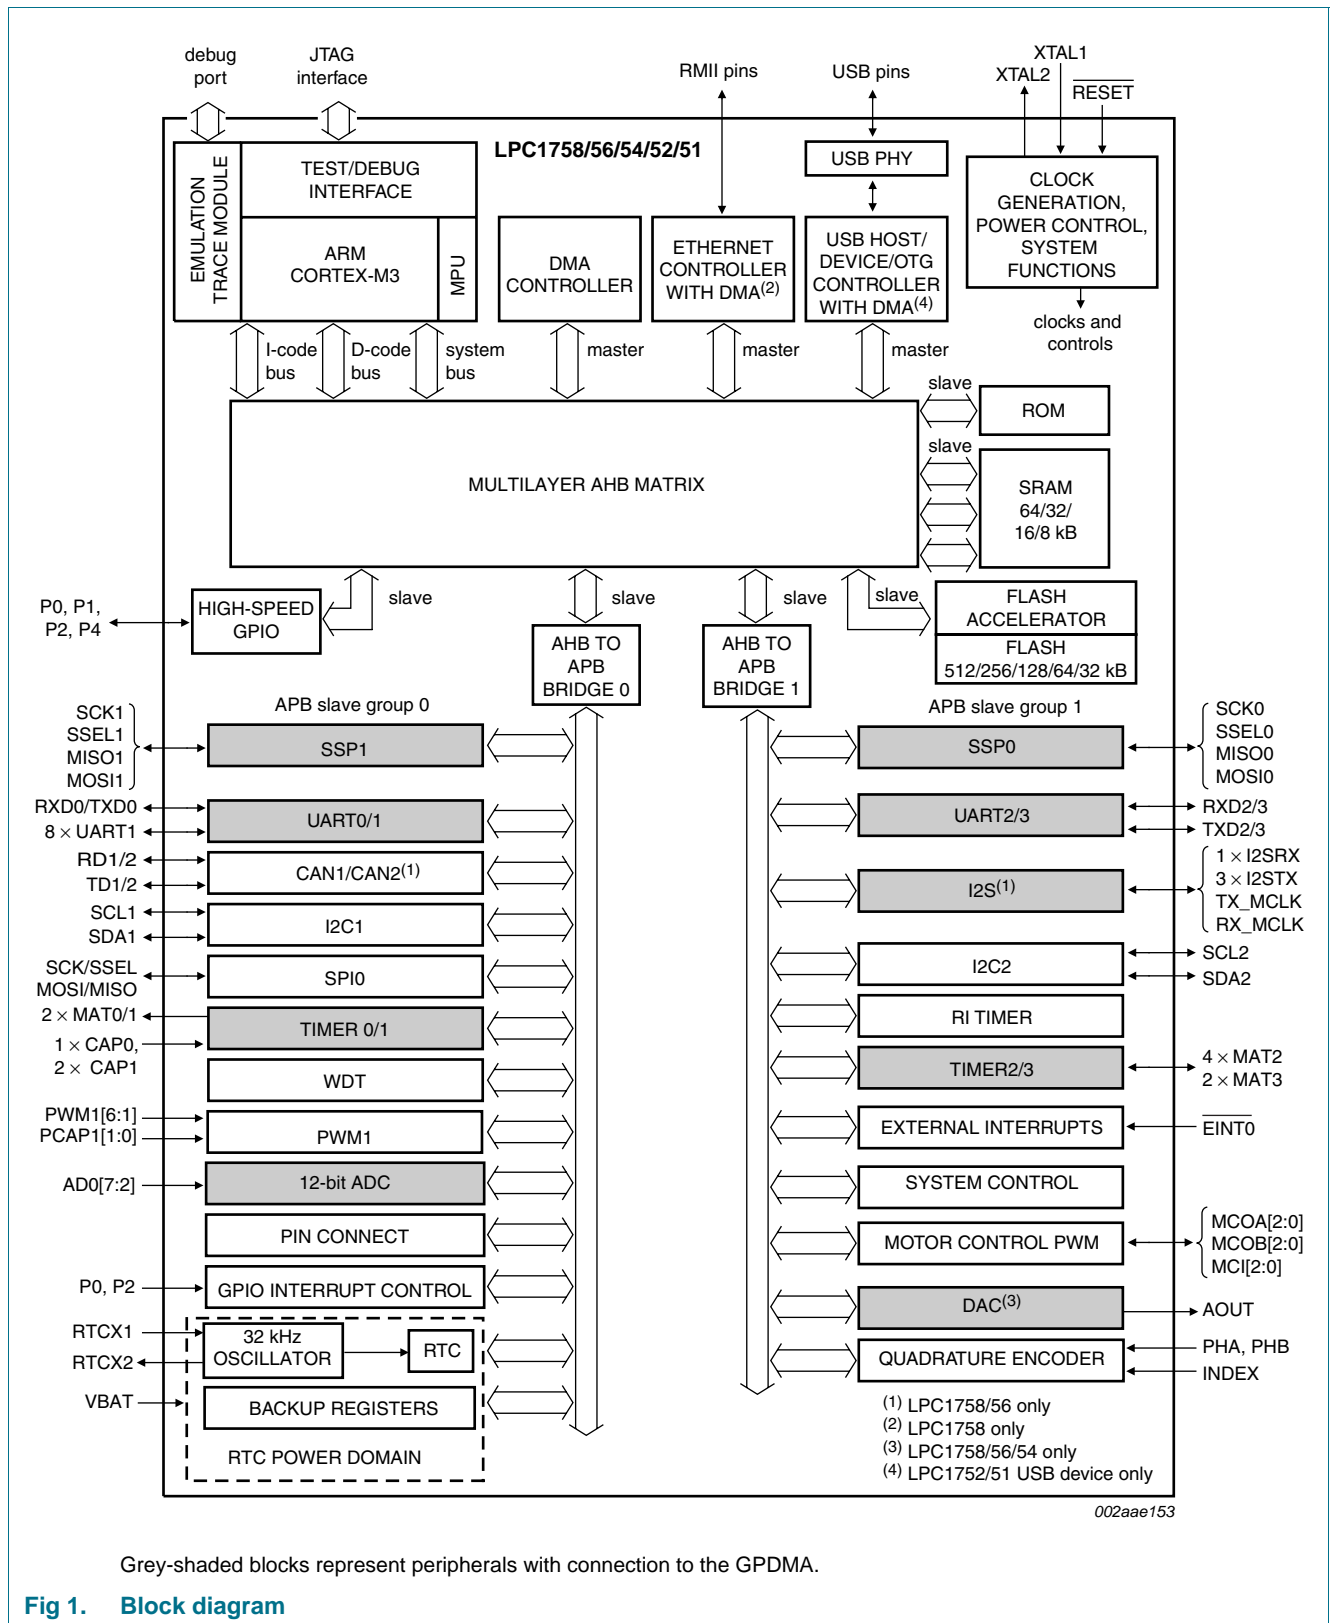 debug
port
JTAG
interface
RMII pins
USB pins
XTAL1
XTAL2
RESET
LPC1758/56/54/52/51
EMULATION
TRACE MODULE
TEST/DEBUG
INTERFACE
ARM
CORTEX-M3
MPU
DMA
CONTROLLER
ETHERNET
CONTROLLER
WITH DMA(2)
USB PHY
USB HOST/
DEVICE/OTG
CONTROLLER
WITH DMA(4)
CLOCK
GENERATION,
POWER CONTROL,
SYSTEM
FUNCTIONS
clocks and
controls
I-code
bus
D-code
bus
system
bus
master
master
master
slave
ROM
slave
SRAM
64/32/
16/8 kB
MULTILAYER AHB MATRIX
P0, P1,
P2, P4
HIGH-SPEED
GPIO
slave
slave
slave
slave
FLASH
ACCELERATOR
FLASH
512/256/128/64/32 kB
AHB TO
APB
BRIDGE 0
AHB TO
APB
BRIDGE 1
APB slave group 0
APB slave group 1
SCK1
SSEL1
MISO1
MOSI1
SSP1
RXD0/TXD0
8 × UART1
UART0/1
RD1/2
TD1/2
CAN1/CAN2(1)
SCL1
SDA1
I2C1
SCK/SSEL
MOSI/MISO
SPI0
2 × MAT0/1
1 × CAP0,
2 × CAP1
TIMER 0/1
WDT
PWM1[6:1]
PCAP1[1:0]
PWM1
AD0[7:2]
12-bit ADC
PIN CONNECT
P0, P2
GPIO INTERRUPT CONTROL
RTCX1
RTCX2
32 kHz
OSCILLATOR
RTC
VBAT
BACKUP REGISTERS
RTC POWER DOMAIN
SSP0
SCK0
SSEL0
MISO0
MOSI0
UART2/3
RXD2/3
TXD2/3
I2S(1)
1 × I2SRX
3 × I2STX
TX_MCLK
RX_MCLK
I2C2
SCL2
SDA2
RI TIMER
TIMER2/3
4 × MAT2
2 × MAT3
EXTERNAL INTERRUPTS
EINT0
SYSTEM CONTROL
MOTOR CONTROL PWM
MCOA[2:0]
MCOB[2:0]
MCI[2:0]
DAC(3)
AOUT
QUADRATURE ENCODER
PHA, PHB
INDEX
(1) LPC1758/56 only
(2) LPC1758 only
(3) LPC1758/56/54 only
(4) LPC1752/51 USB device only
002aae153
Grey-shaded blocks represent peripherals with connection to the GPDMA.
Fig 1. Block diagram